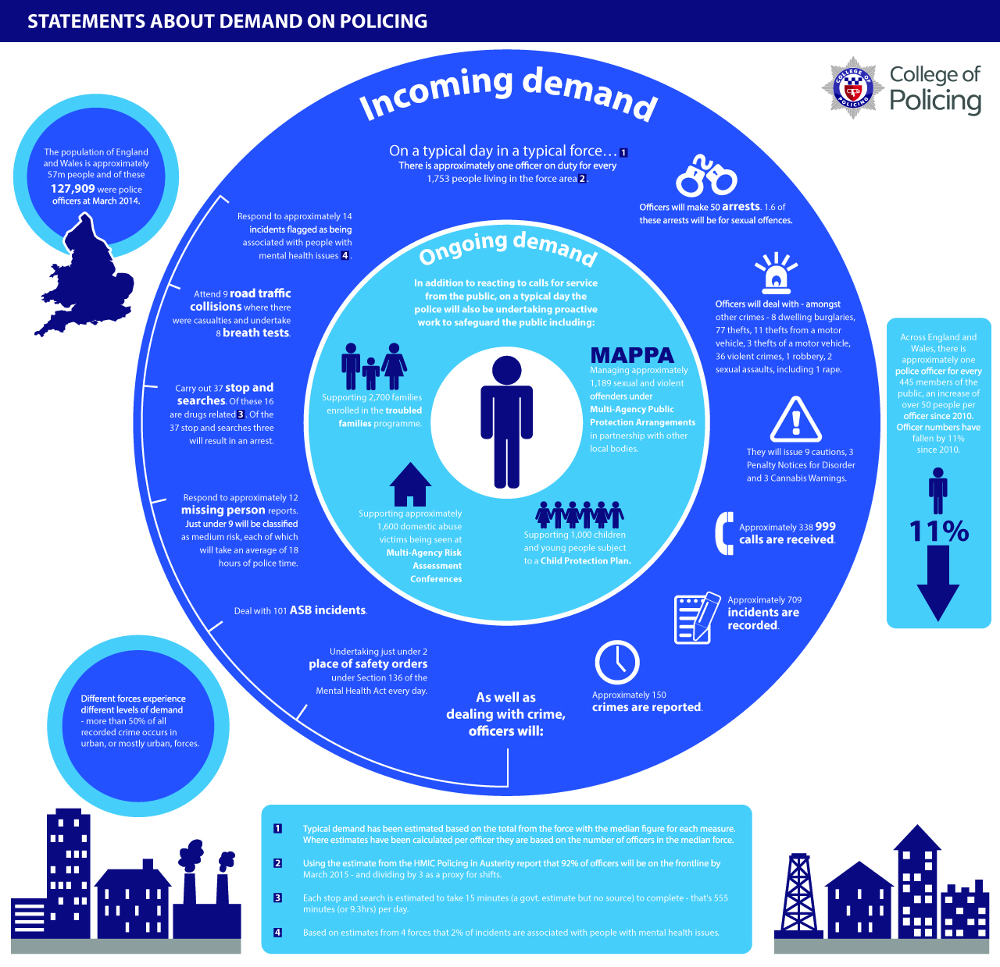 STATEMENTS ABOUT DEMAND ON POLICING
College of
Policing
COLLEGE OF
POLICING
Incoming demand
On a typical day in a typical force... 1
There is approximately one officer on duty for every
1,753 people living in the force area 2.
The population of England
and Wales is approximately
57m people and of these
127,909 were police
officers at March 2014.
Officers will make 50 arrests. 1.6 of
these arrests will be for sexual offences.
Officers will deal with - amongst
other crimes - 8 dwelling burglaries,
77 thefts, 11 thefts from a motor
vehicle, 3 thefts of a motor vehicle,
36 violent crimes, 1 robbery, 2
sexual assaults, including 1 rape.
They will issue 9 cautions, 3
Penalty Notices for Disorder
and 3 Cannabis Warnings.
Approximately 338 999
calls are received.
Approximately 709
incidents are
recorded.
Approximately 150
crimes are reported.
As well as
dealing with crime,
officers will:
Respond to approximately 14
incidents flagged as being
associated with people with
mental health issues 4.
Attend 9 road traffic
collisions where there
were casualties and undertake
8 breath tests.
Carry out 37 stop and
searches. Of these 16
are drugs related 3. Of the
37 stop and searches three
will result in an arrest.
Respond to approximately 12
missing person reports.
Just under 9 will be classified
as medium risk, each of which
will take an average of 18
hours of police time.
Deal with 101 ASB incidents.
Undertaking just under 2
place of safety orders
under Section 136 of the
Mental Health Act every day.
Ongoing demand
In addition to reacting to calls for service
from the public, on a typical day the
police will also be undertaking proactive
work to safeguard the public including:
Supporting 2,700 families
enrolled in the troubled
families programme.
MAPPA
Managing approximately
1,189 sexual and violent
offenders under
Multi-Agency Public
Protection Arrangements
in partnership with other
local bodies.
Supporting approximately
1,600 domestic abuse
victims being seen at
Multi-Agency Risk
Assessment
Conferences
Supporting 1,000 children
and young people subject
to a Child Protection Plan.
Across England and
Wales, there is
approximately one
police officer for every
445 members of the
public, an increase of
over 50 people per
officer since 2010.
Officer numbers have
fallen by 11%
since 2010.
11%
Different forces experience
different levels of demand
- more than 50% of all
recorded crime occurs in
urban, or mostly urban, forces.
1 Typical demand has been estimated based on the total from the force with the median figure for each measure.
Where estimates have been calculated per officer they are based on the number of officers in the median force.
2 Using the estimate from the HMIC Policing in Austerity report that 92% of officers will be on the frontline by
March 2015 - and dividing by 3 as a proxy for shifts.
3 Each stop and search is estimated to take 15 minutes (a govt. estimate but no source) to complete - that's 555
minutes (or 9.3hrs) per day.
4 Based on estimates from 4 forces that 2% of incidents are associated with people with mental health issues.